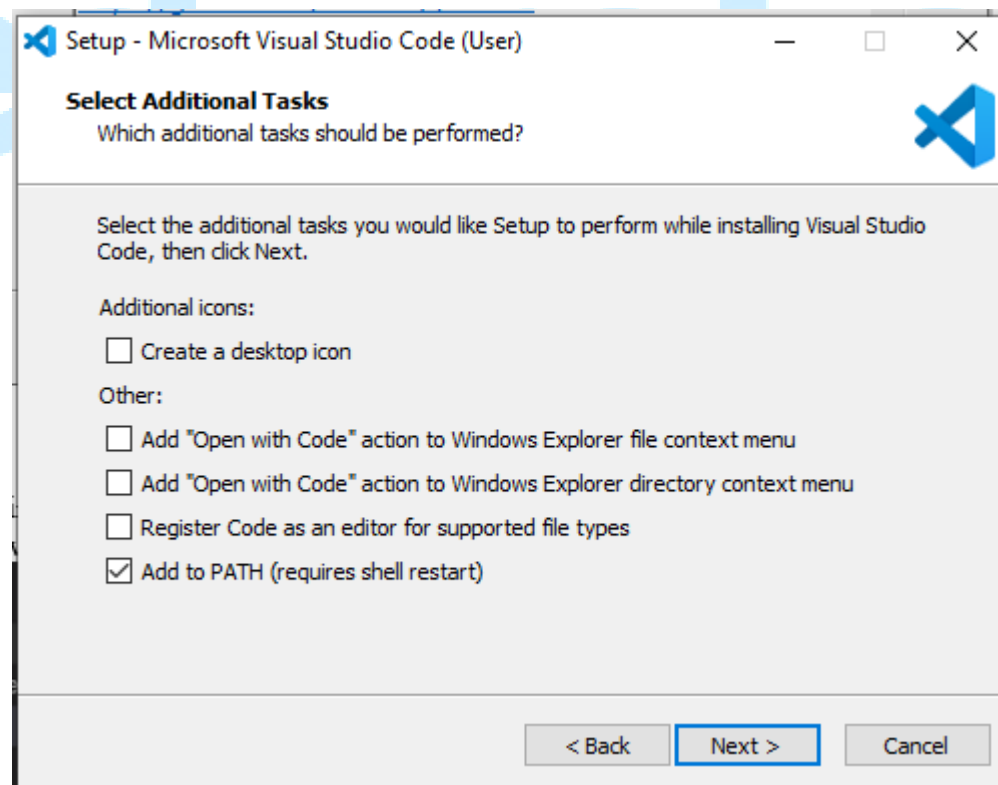 Setup - Microsoft Visual Studio Code (User)
Select Additional Tasks
Which additional tasks should be performed?
Select the additional tasks you would like Setup to perform while installing Visual Studio
Code, then click Next.
Additional icons:
Create a desktop icon
Other:
Add "Open with Code" action to Windows Explorer file context menu
Add "Open with Code" action to Windows Explorer directory context menu
Register Code as an editor for supported file types
Add to PATH (requires shell restart)
< Back
Next >
Cancel